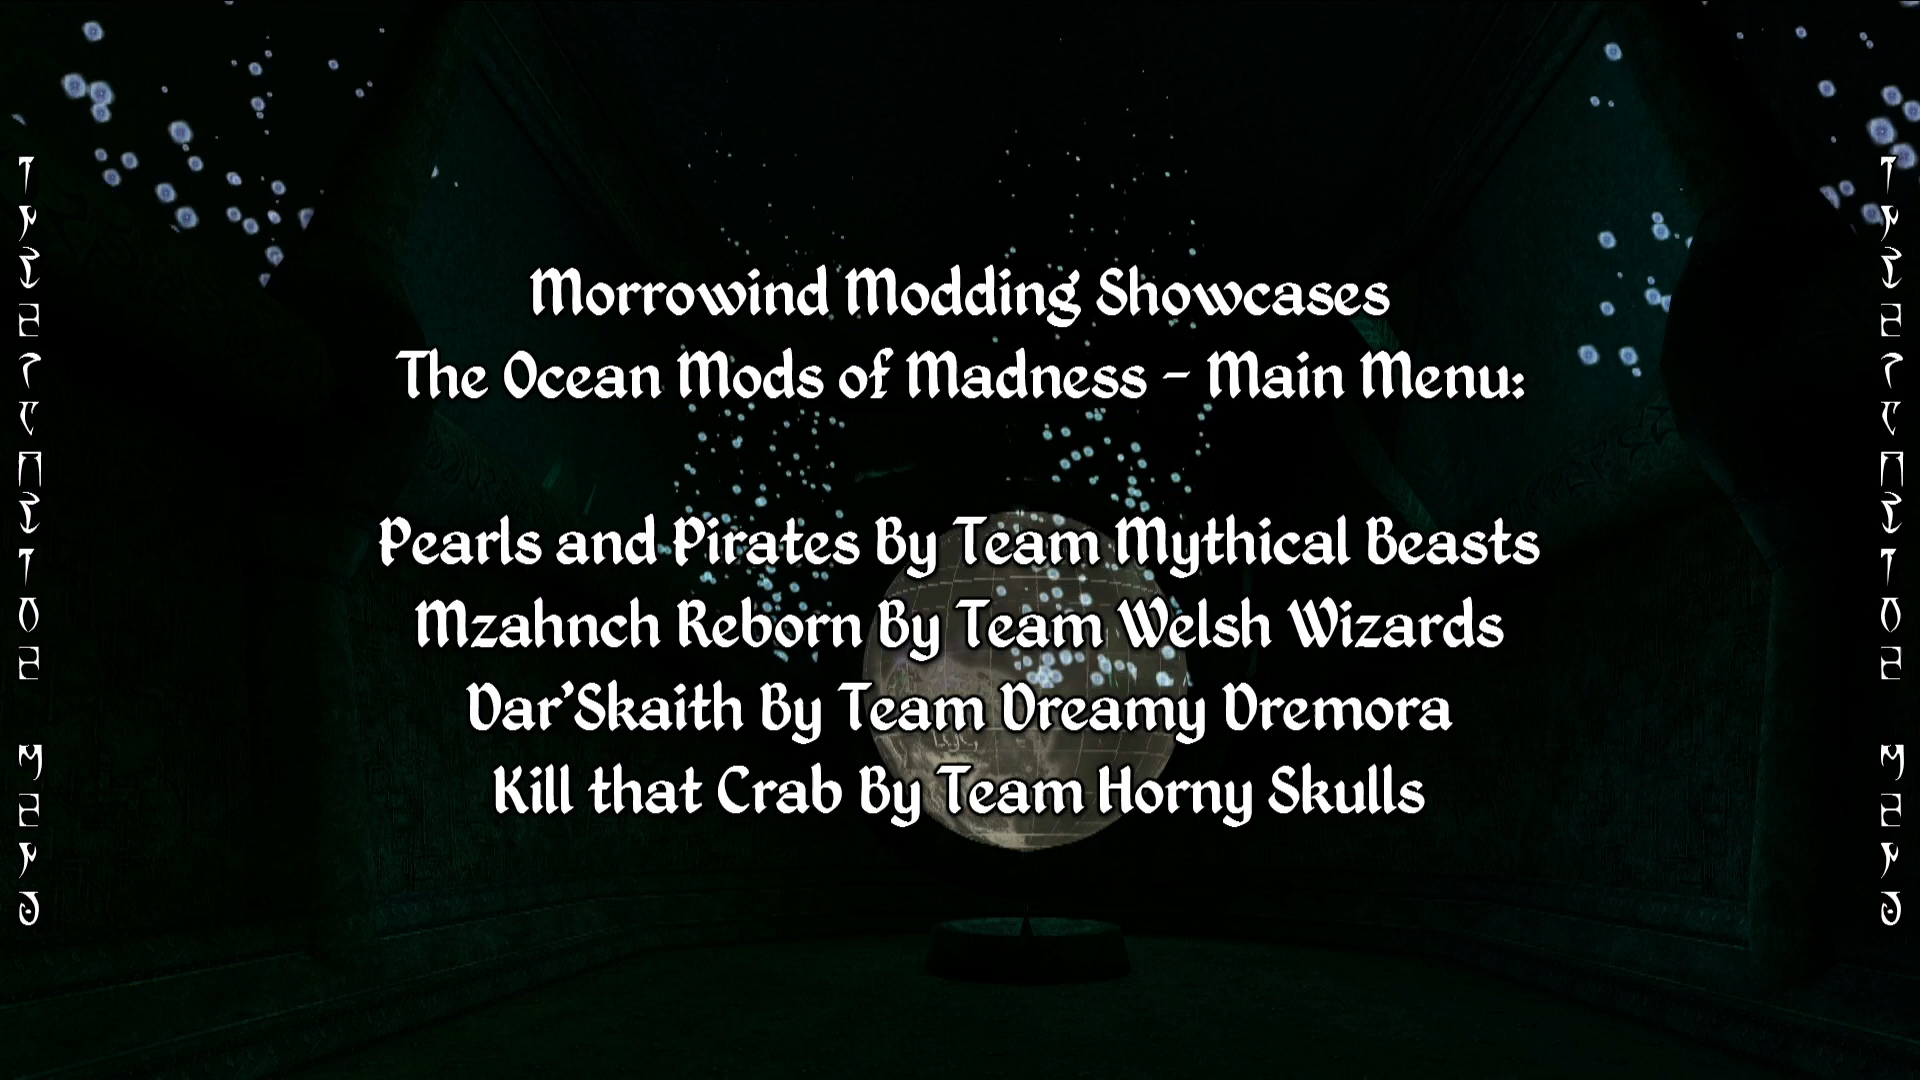 Morrowind Modding Showcases
The Ocean Mods of Madness - Main Menu:
Pearls and Pirates By Team Mythical Beasts
Mzahnch Reborn By Team Welsh Wizards
Dar'Skaith By Team Dreamy Dremora
Kill that Crab By Team Horny Skulls